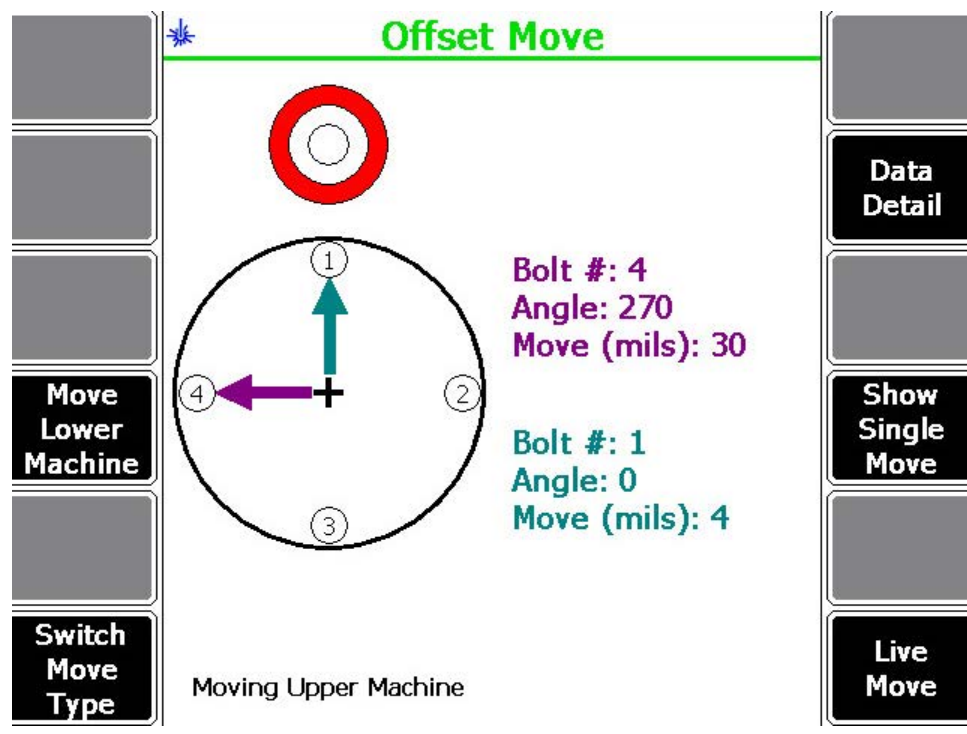 Offset Move
Data
Detail
1
2
3
4
Bolt #: 4
Angle: 270
Move (mils): 30
Bolt #: 1
Angle: 0
Move (mils): 4
Move
Lower
Machine
Show
Single
Move
Switch
Move
Type
Moving Upper Machine
Live
Move